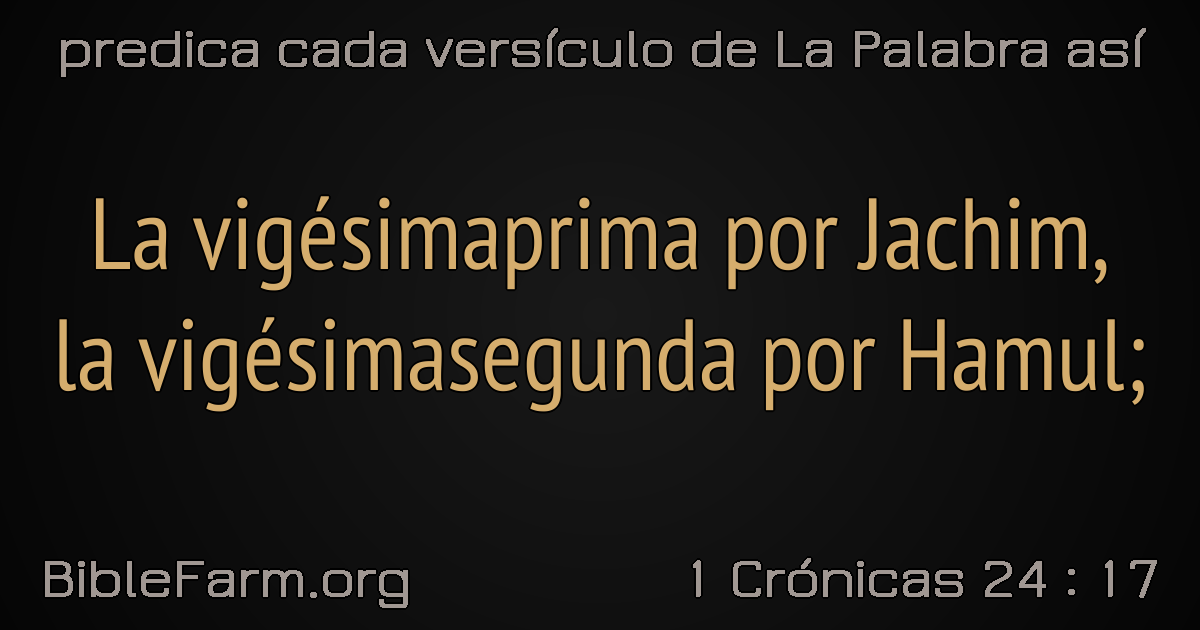 predica cada versículo de La Palabra así
La vigésimaprima por Jachim,
la vigésimasegunda por Hamul;
BibleFarm.org
1 Crónicas 24 : 17